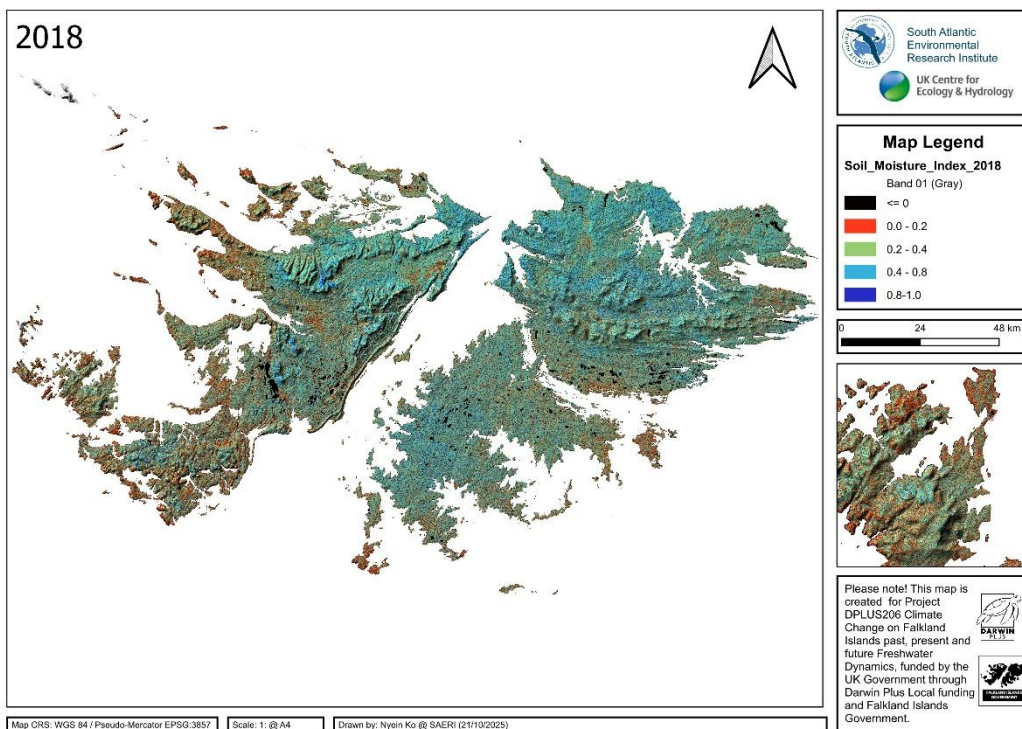 2018
South Atlantic
Environmental
Research Institute
UK Centre for
Ecology & Hydrology
Map Legend
Soil_Moisture_Index_2018
Band 01 (Gray)
<= 0
0.0 - 0.2
0.2 - 0.4
0.4 - 0.8
0.8-1.0
0 24 48 km
Please note! This map is
created for Project
DPLUS206 Climate
Change on Falkland
Islands past, present and
future Freshwater
Dynamics, funded by the
UK Government through
Darwin Plus Local funding
and Falkland Islands
Government.
DARWIN
PLUS
FALKLAND ISLANDS
GOVERNMENT
Map CRS: WGS 84 / Pseudo-Mercator EPSG:3857
Scale: 1: @ A4
Drawn by: Nyein Ko @ SAERI (21/10/2025)